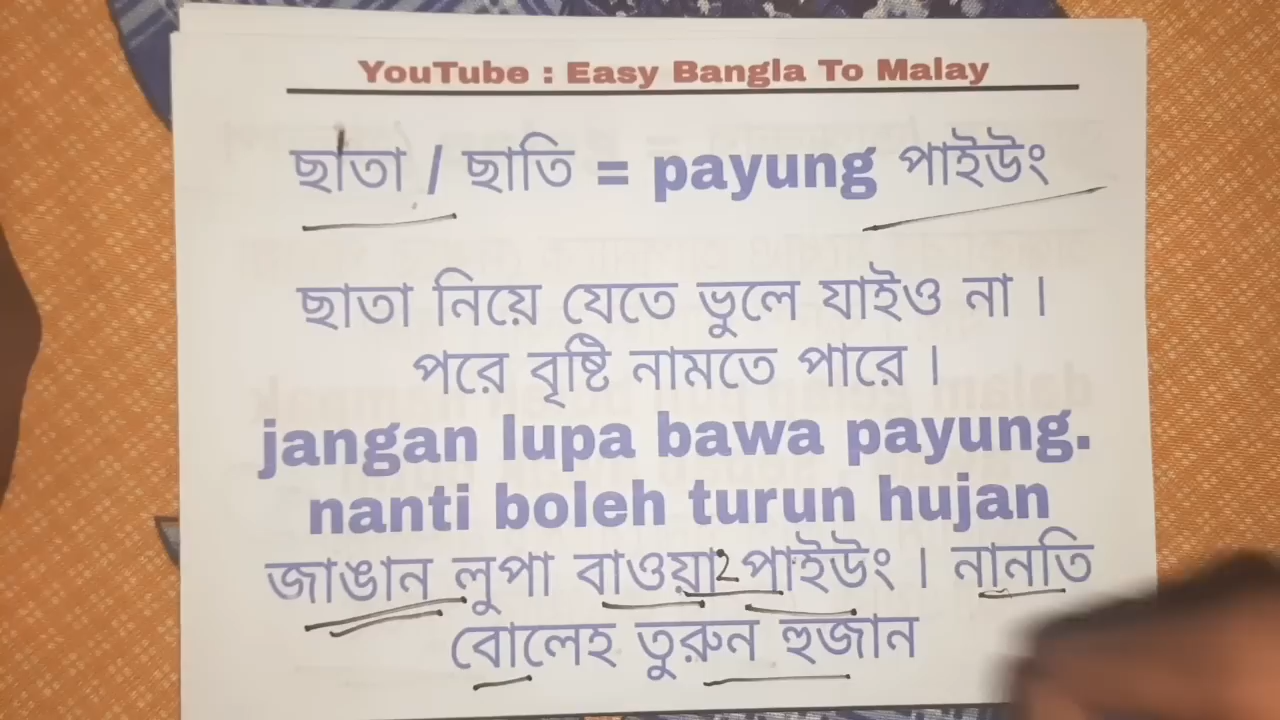 YouTube : Easy Bangla To Malay
ছাতা / ছাতি = payung পাইউং
ছাতা নিয়ে যেতে ভুলে যাইও না ।
পরে বৃষ্টি নামতে পারে ।
jangan lupa bawa payung.
nanti boleh turun hujan
জাঙান লুপা বাওয়া2পাইউং । নানতি
বোলেহ তুরুন হুজান